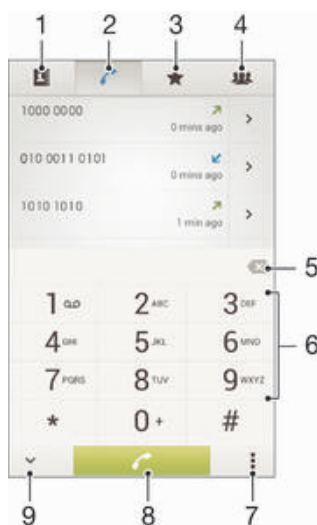 1 2 3 4
1000 0000
0 mins ago
010 0011 0101
0 mins ago
1010 1010
1 min ago
5
1 2 ABC 3 DEF
4 GHI 5 JKL 6 MNO
6
7 PQRS 8 TUV 9 WXYZ
* 0 + #
9 8 7